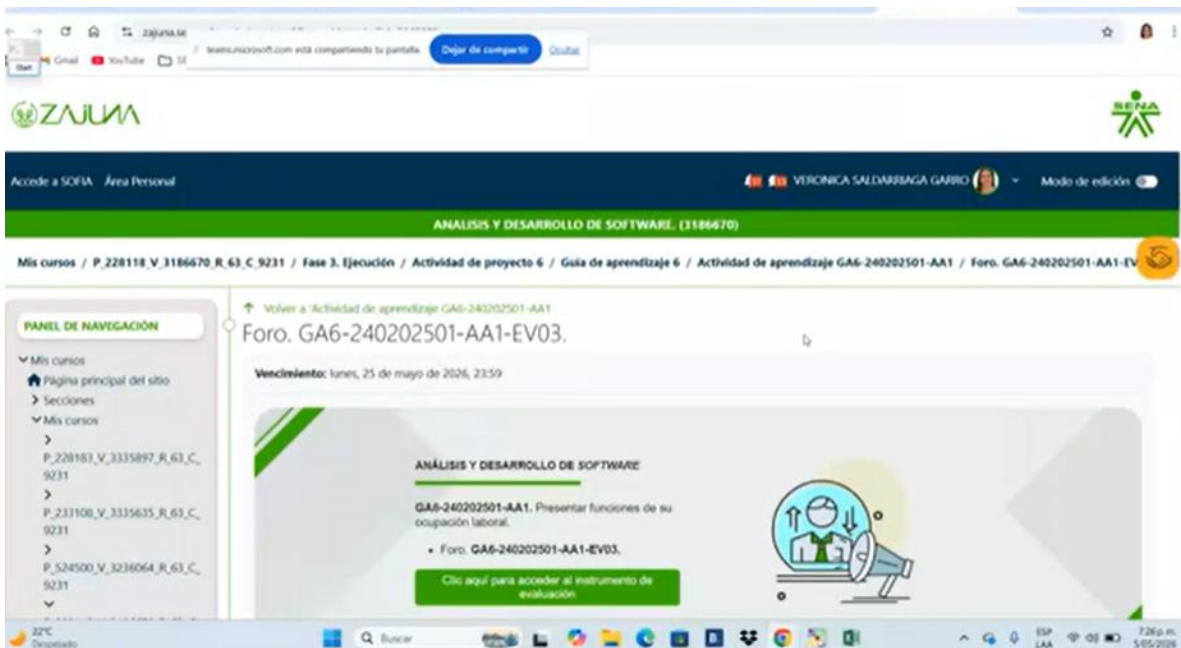 zajuna.se
teams.microsoft.com está compartiendo tu pantalla.
Dejar de compartir
Ocultar
Start
Gmail
YouTube
ZAJUNA
SENA
Accede a SOFIA
Área Personal
VERONICA SALDARRIAGA GARRO
Modo de edición
ANALISIS Y DESARROLLO DE SOFTWARE. (3186670)
Mis cursos / P_228118_V_3186670_R_63_C_9231 / Fase 3. Ejecución / Actividad de proyecto 6 / Guia de aprendizaje 6 / Actividad de aprendizaje GA6-240202501-AA1 / Foro. GA6-240202501-AA1-EV
PANEL DE NAVEGACIÓN
Mis cursos
Página principal del sitio
Secciones
Mis cursos
P_228183_V_3335897_R_63_C_
9231
P_233108_V_3335635_R_63_C_
9231
P_524500_V_3236064_R_63_C_
9231
Volver a 'Actividad de aprendizaje GA6-240202501-AA1
Foro. GA6-240202501-AA1-EV03.
Vencimiento: lunes, 25 de mayo de 2026, 23:59
ANÁLISIS Y DESARROLLO DE SOFTWARE
GA6-240202501-AA1. Presentar funciones de su
ocupación laboral.
• Foro. GA6-240202501-AA1-EV03.
Clic aquí para acceder al instrumento de
evaluación
22°C
Despejado
Buscar
ESP
LAA
7:26 p.m.
5/05/2026